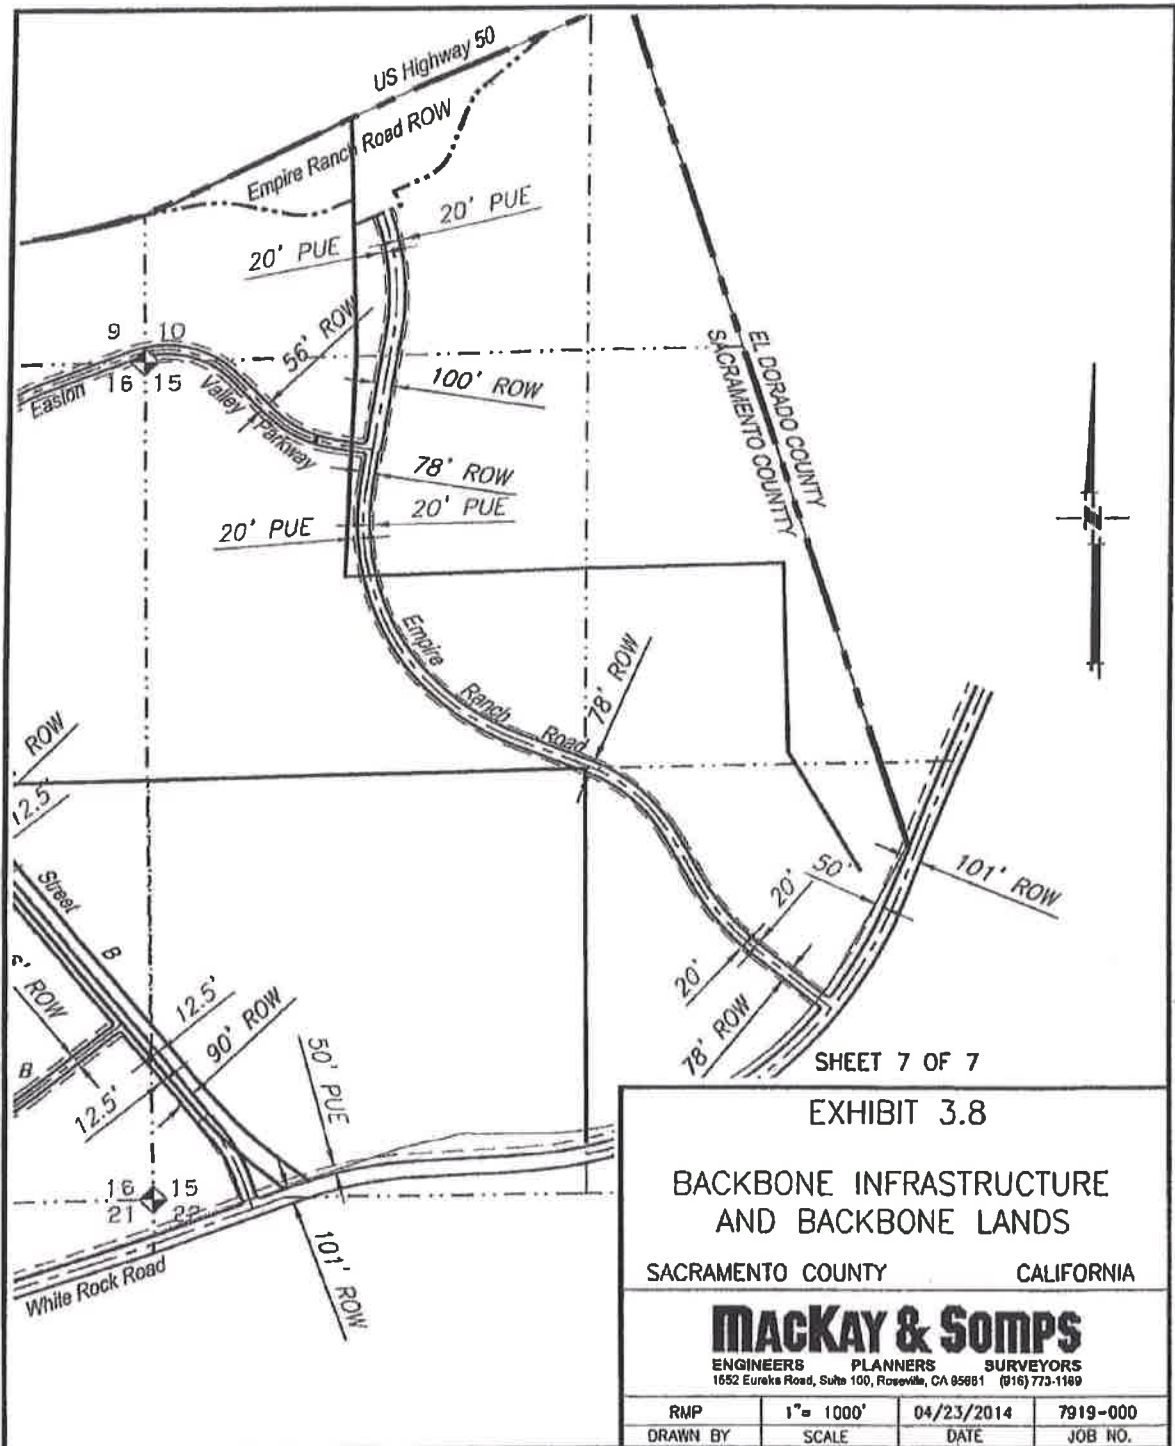 US Highway 50
Empire Ranch Road ROW
20' PUE
20' PUE
56' ROW
9 10
16 15
Easton
Valley
Parkway
100' ROW
EL DORADO COUNTY
SACRAMENTO COUNTTY
78' ROW
20' PUE
20' PUE
Empire
Ranch
Road
78' ROW
ROW
12.5'
Street
B
' ROW
12.5'
90' ROW
B
12.5'
50' PUE
20'
50'
101' ROW
20'
78' ROW
16 15
21 22
101' ROW
White Rock Road
SHEET 7 OF 7
EXHIBIT 3.8
BACKBONE INFRASTRUCTURE
AND BACKBONE LANDS
SACRAMENTO COUNTY CALIFORNIA
MACKAY & SOMPS
ENGINEERS PLANNERS SURVEYORS
1552 Eureka Road, Suite 100, Roseville, CA 95661 (916) 773-1189
RMP 1"= 1000' 04/23/2014 7919-000
DRAWN BY SCALE DATE JOB NO.